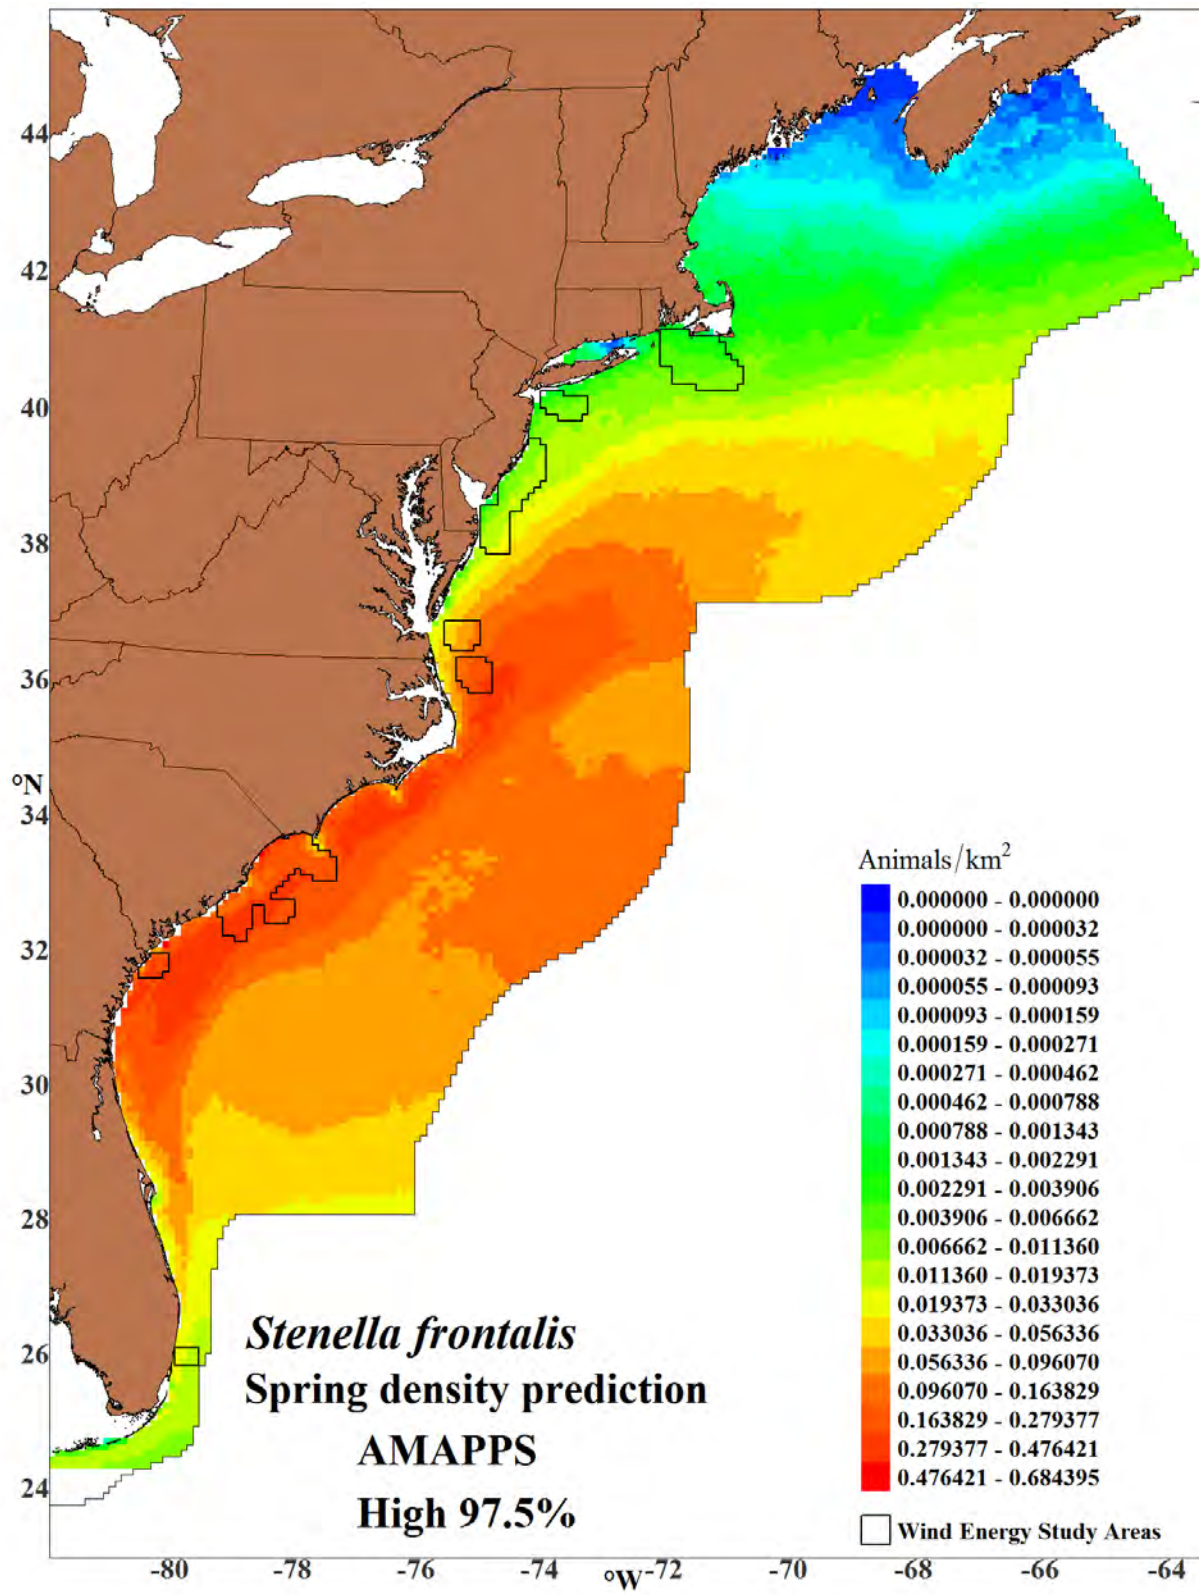 44
42
40
38
36
°N
34
32
30
28
26
24
-80
-78
-76
-74
-72
-70
-68
-66
-64
°W
Stenella frontalis
Spring density prediction
AMAPPS
High 97.5%
Animals/km²
0.000000 - 0.000000
0.000000 - 0.000032
0.000032 - 0.000055
0.000055 - 0.000093
0.000093 - 0.000159
0.000159 - 0.000271
0.000271 - 0.000462
0.000462 - 0.000788
0.000788 - 0.001343
0.001343 - 0.002291
0.002291 - 0.003906
0.003906 - 0.006662
0.006662 - 0.011360
0.011360 - 0.019373
0.019373 - 0.033036
0.033036 - 0.056336
0.056336 - 0.096070
0.096070 - 0.163829
0.163829 - 0.279377
0.279377 - 0.476421
0.476421 - 0.684395
Wind Energy Study Areas